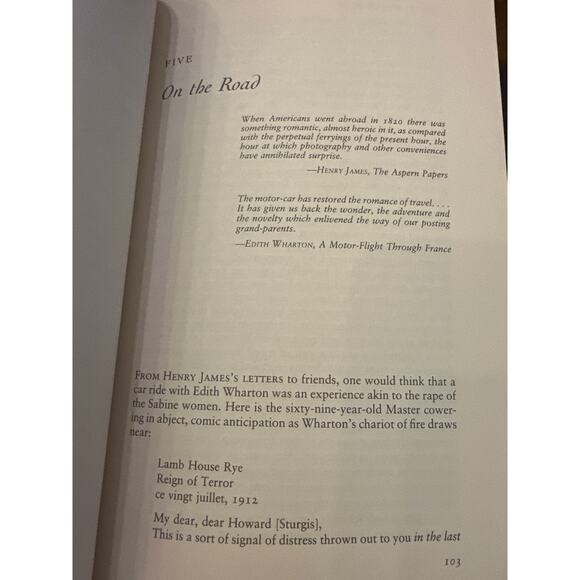 FIVE
On the Road
When Americans went abroad in 1820 there was
something romantic, almost heroic in it, as compared
with the perpetual ferryings of the present hour, the
hour at which photography and other conveniences
have annihilated surprise.
—HENRY JAMES, The Aspern Papers
The motor-car has restored the romance of travel. . . .
It has given us back the wonder, the adventure and
the novelty which enlivened the way of our posting
grand-parents.
—EDITH WHARTON, A Motor-Flight Through France
FROM HENRY JAMES'S LETTERS to friends, one would think that a
car ride with Edith Wharton was an experience akin to the rape of
the Sabine women. Here is the sixty-nine-year-old Master cower-
ing in abject, comic anticipation as Wharton's chariot of fire draws
near:
Lamb House Rye
Reign of Terror
ce vingt juillet, 1912
My dear, dear Howard [Sturgis],
This is a sort of signal of distress thrown out to you in the last
103